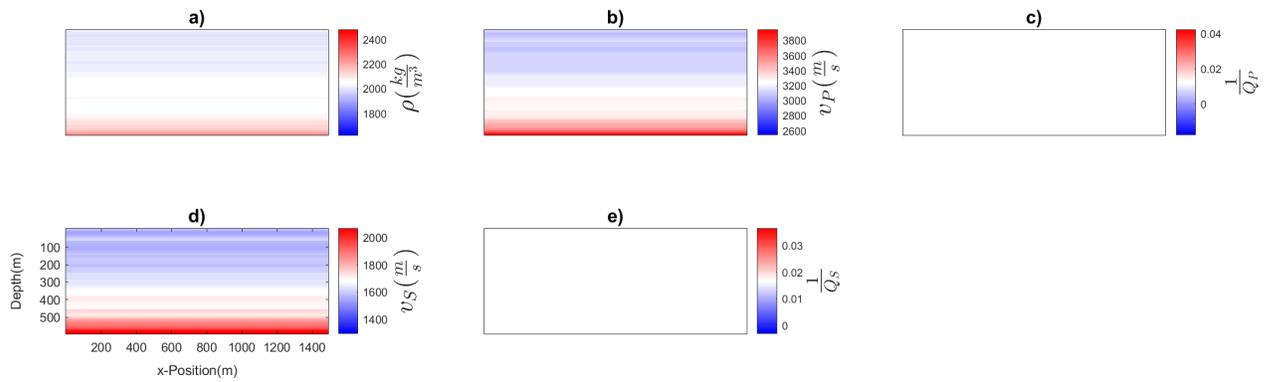 a)
2400
2200
2000
1800
ρ(kg/m³)
b)
3800
3600
3400
3200
3000
2800
2600
v_P(m/s)
c)
0.04
0.02
0
1/Q_P
d)
Depth(m)
100
200
300
400
500
200 400 600 800 1000 1200 1400
x-Position(m)
2000
1800
1600
1400
v_S(m/s)
e)
0.03
0.02
0.01
0
1/Q_S